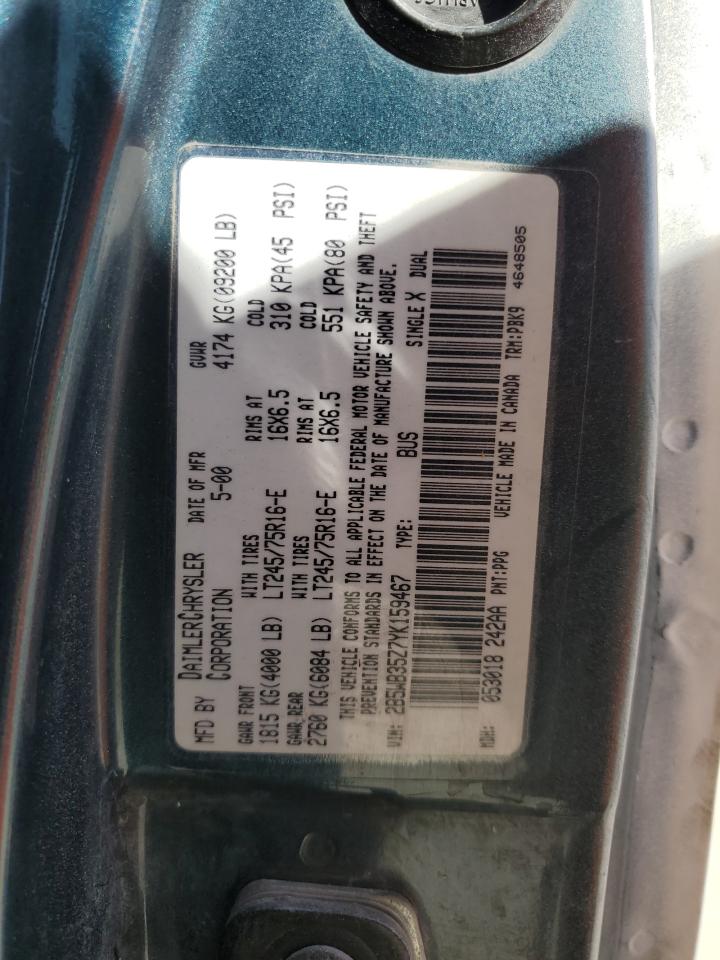 MFD BY DAIMLERCHRYSLER CORPORATION DATE OF MFR 5-00 GVWR 4174 KG(09200 LB)
GAWR FRONT WITH TIRES RIMS AT COLD
1815 KG(4000 LB) LT245/75R16-E 16X6.5 310 KPA(45 PSI)
GAWR REAR WITH TIRES RIMS AT COLD
2760 KG(6084 LB) LT245/75R16-E 16X6.5 551 KPA(80 PSI)
THIS VEHICLE CONFORMS TO ALL APPLICABLE FEDERAL MOTOR VEHICLE SAFETY AND THEFT
PREVENTION STANDARDS IN EFFECT ON THE DATE OF MANUFACTURE SHOWN ABOVE.
VIN: 2B5WB35Z7YK159467 TYPE: BUS SINGLE X DUAL
MDH: 053018 242AA PNT:PPG VEHICLE MADE IN CANADA TRM:PBK9 4648505